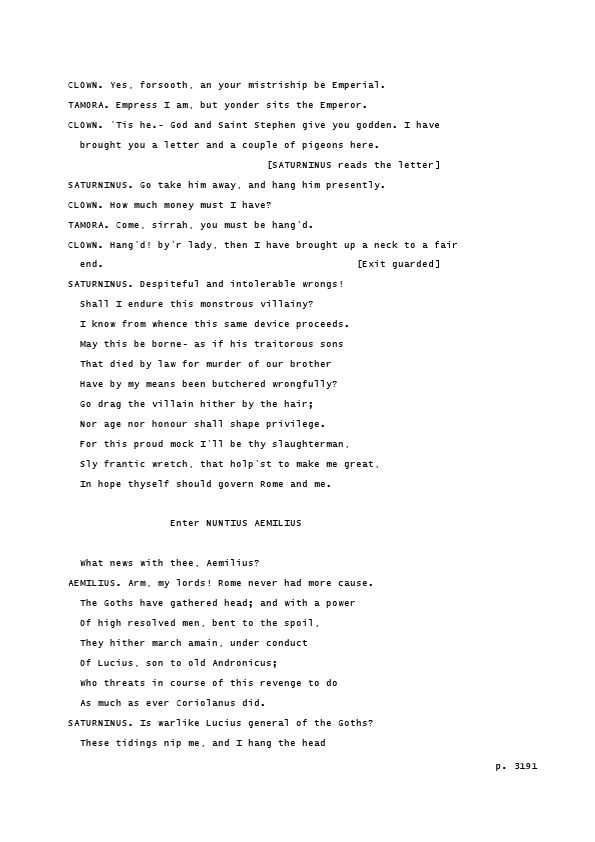 CLOWN. Yes, forsooth, an your mistriship be Emperial.
TAMORA. Empress I am, but yonder sits the Emperor.
CLOWN. 'Tis he.- God and Saint Stephen give you godden. I have
brought you a letter and a couple of pigeons here.
[SATURNINUS reads the letter]
SATURNINUS. Go take him away, and hang him presently.
CLOWN. How much money must I have?
TAMORA. Come, sirrah, you must be hang'd.
CLOWN. Hang'd! by'r lady, then I have brought up a neck to a fair
end. [Exit guarded]
SATURNINUS. Despiteful and intolerable wrongs!
Shall I endure this monstrous villainy?
I know from whence this same device proceeds.
May this be borne- as if his traitorous sons
That died by law for murder of our brother
Have by my means been butchered wrongfully?
Go drag the villain hither by the hair;
Nor age nor honour shall shape privilege.
For this proud mock I'll be thy slaughterman,
Sly frantic wretch, that holp'st to make me great,
In hope thyself should govern Rome and me.
Enter NUNTIUS AEMILIUS
What news with thee, Aemilius?
AEMILIUS. Arm, my lords! Rome never had more cause.
The Goths have gathered head; and with a power
Of high resolved men, bent to the spoil,
They hither march amain, under conduct
Of Lucius, son to old Andronicus;
Who threats in course of this revenge to do
As much as ever Coriolanus did.
SATURNINUS. Is warlike Lucius general of the Goths?
These tidings nip me, and I hang the head
p. 3191